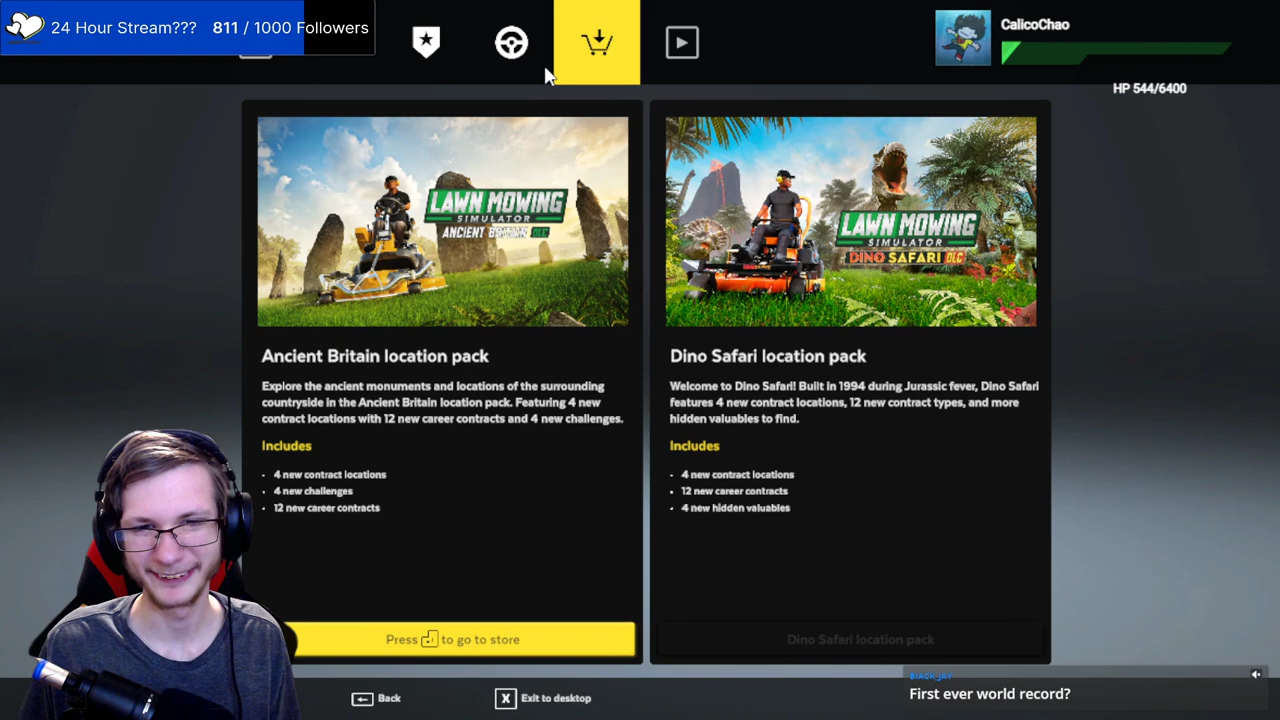 24 Hour Stream??? 811 / 1000 Followers
CalicoChao
HP 544/6400
LAWN MOWING
SIMULATOR
ANCIENT BRITAIN DLC
LAWN MOWING
SIMULATOR
DINO SAFARI DLC
Ancient Britain location pack
Explore the ancient monuments and locations of the surrounding
countryside in the Ancient Britain location pack. Featuring 4 new
contract locations with 12 new career contracts and 4 new challenges.
Includes
• 4 new contract locations
• 4 new challenges
• 12 new career contracts
Press to go to store
Dino Safari location pack
Welcome to Dino Safari! Built in 1994 during Jurassic fever, Dino Safari
features 4 new contract locations, 12 new contract types, and more
hidden valuables to find.
Includes
• 4 new contract locations
• 12 new career contracts
• 4 new hidden valuables
Dino Safari location pack
Back
X Exit to desktop
First ever world record?